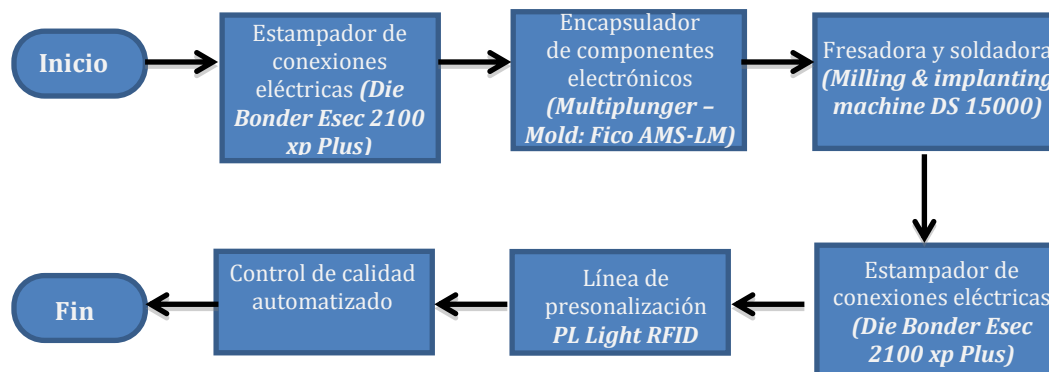 Inicio
Estampador de
conexiones
eléctricas (Die
Bonder Esec 2100
xp Plus)
Encapsulador
de componentes
electrónicos
(Multiplunger –
Mold: Fico AMS-LM)
Fresadora y soldadora
(Milling & implanting
machine DS 15000)
Estampador de
conexiones eléctricas
(Die Bonder Esec
2100 xp Plus)
Línea de
presonalización
PL Light RFID
Control de calidad
automatizado
Fin